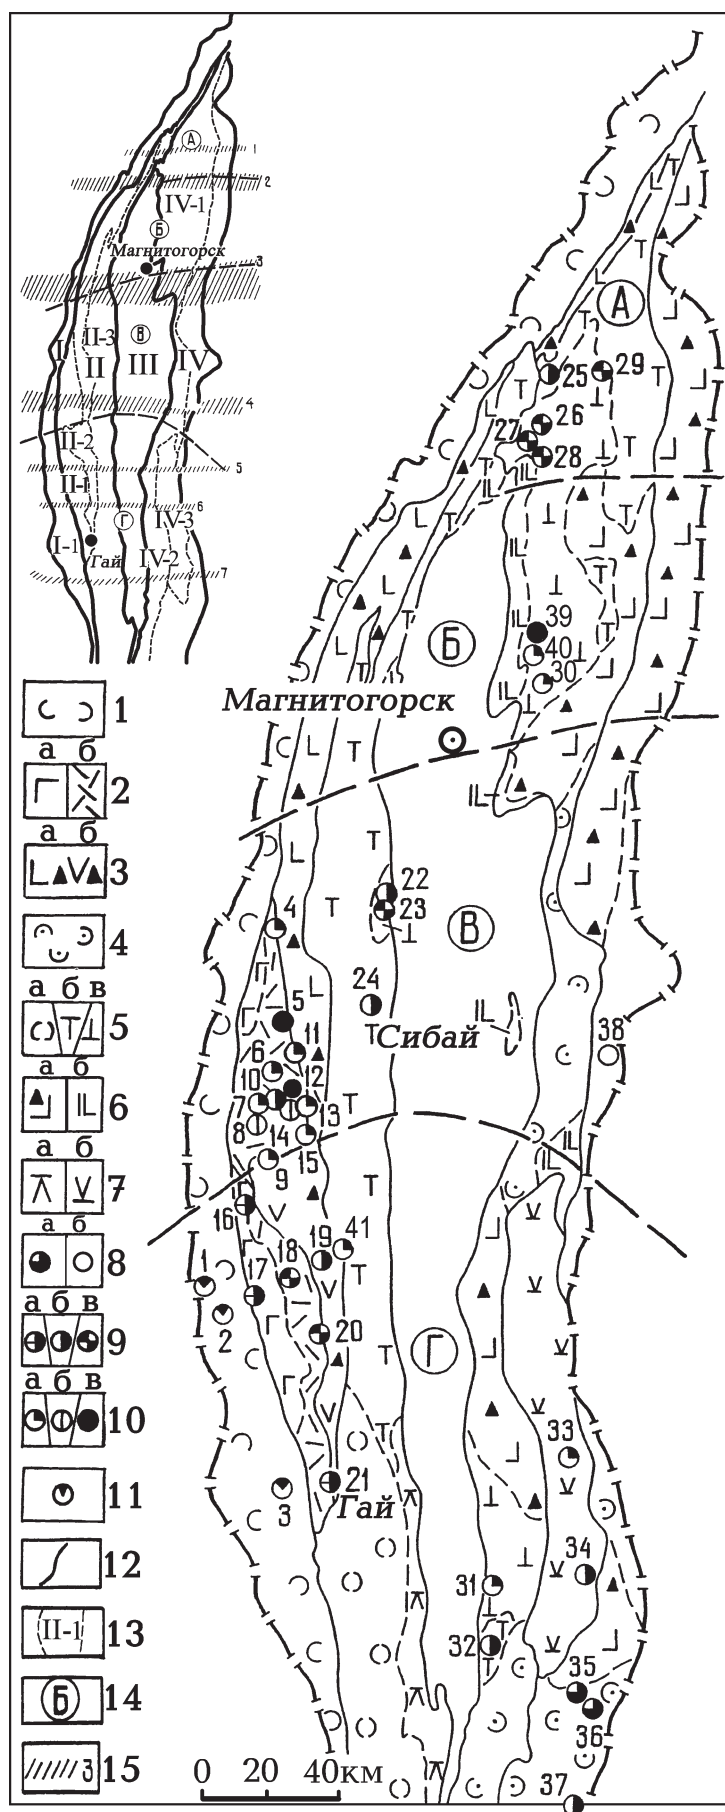 А
1
2
IV-1
Б
Магнитогорск
3
I
II-3
II
В
III
IV
4
II-2
5
II-1
6
IV-3
Г
I-1
Гай
IV-2
7
1
а б
2
а б
3
4
а б в
5
а б
6
а б
7
а б
8
а б в
9
а б в
10
11
12
II-1 13
Б 14
3 15
А
25
29
26
27
28
39
Б
40
30
Магнитогорск
22
4
23
В
24
5
Сибай
38
11
6
10
12
7
13
8
14
15
9
16
19
41
1
18
17
2
20
Г
33
21
3
Гай
34
31
32
35
36
37
0 20 40км